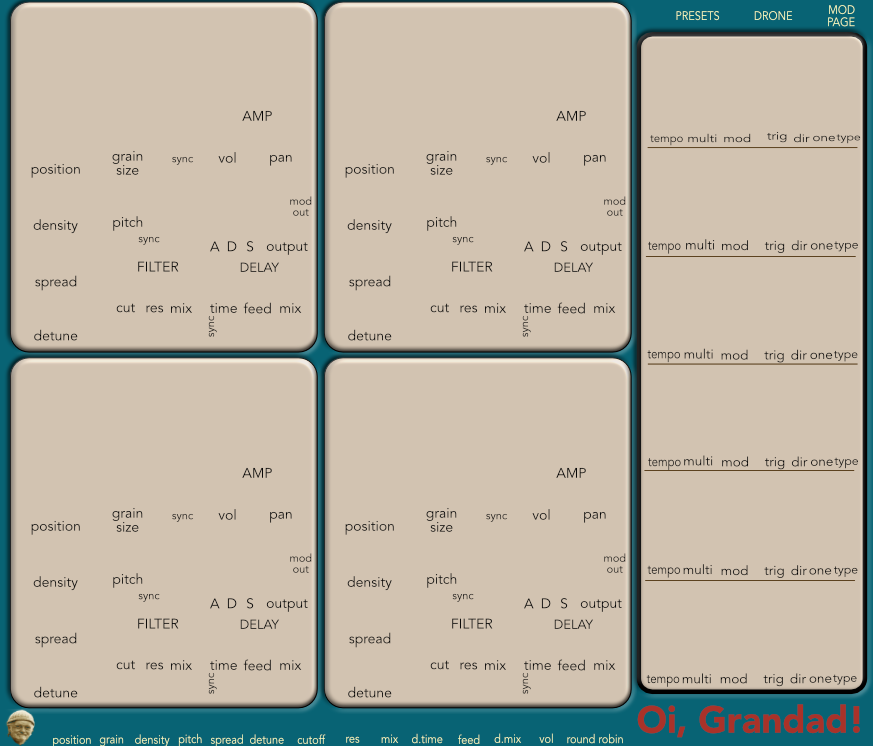 PRESETS DRONE MOD
PAGE
AMP
grain
size sync vol pan
position
mod
out
density pitch
sync
A D S output
FILTER DELAY
spread
cut res mix time feed mix
sync
detune
AMP
grain
size sync vol pan
position
mod
out
density pitch
sync
A D S output
FILTER DELAY
spread
cut res mix time feed mix
sync
detune
tempo multi mod trig dir one type
tempo multi mod trig dir one type
tempo multi mod trig dir one type
tempo multi mod trig dir one type
tempo multi mod trig dir one type
tempo multi mod trig dir one type
AMP
grain
size sync vol pan
position
mod
out
density pitch
sync
A D S output
FILTER DELAY
spread
cut res mix time feed mix
sync
detune
AMP
grain
size sync vol pan
position
mod
out
density pitch
sync
A D S output
FILTER DELAY
spread
cut res mix time feed mix
sync
detune
Oi, Grandad!
position grain density pitch spread detune cutoff res mix d.time feed d.mix vol round robin